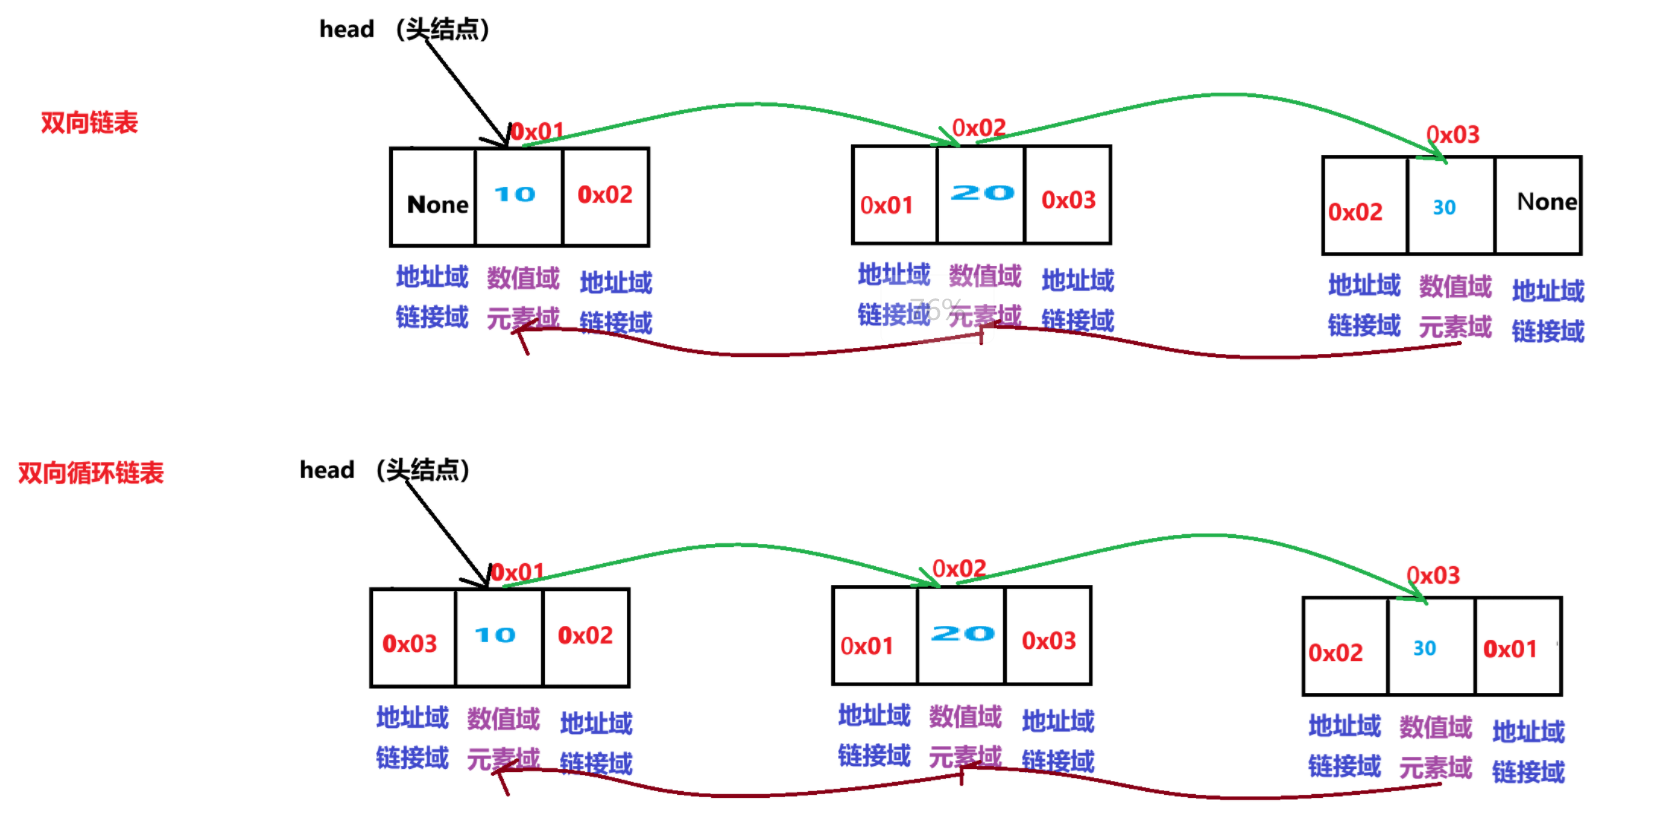 head （头结点）
双向链表
0x01
0x02
0x03
None 10 0x02
0x01 20 0x03
0x02 30 None
地址域 数值域 地址域
链接域 元素域 链接域
地址域 数值域 地址域
链接域 元素域 链接域
76%
地址域 数值域 地址域
链接域 元素域 链接域
双向循环链表
head （头结点）
0x01
0x02
0x03
0x03 10 0x02
0x01 20 0x03
0x02 30 0x01
地址域 数值域 地址域
链接域 元素域 链接域
地址域 数值域 地址域
链接域 元素域 链接域
地址域 数值域 地址域
链接域 元素域 链接域